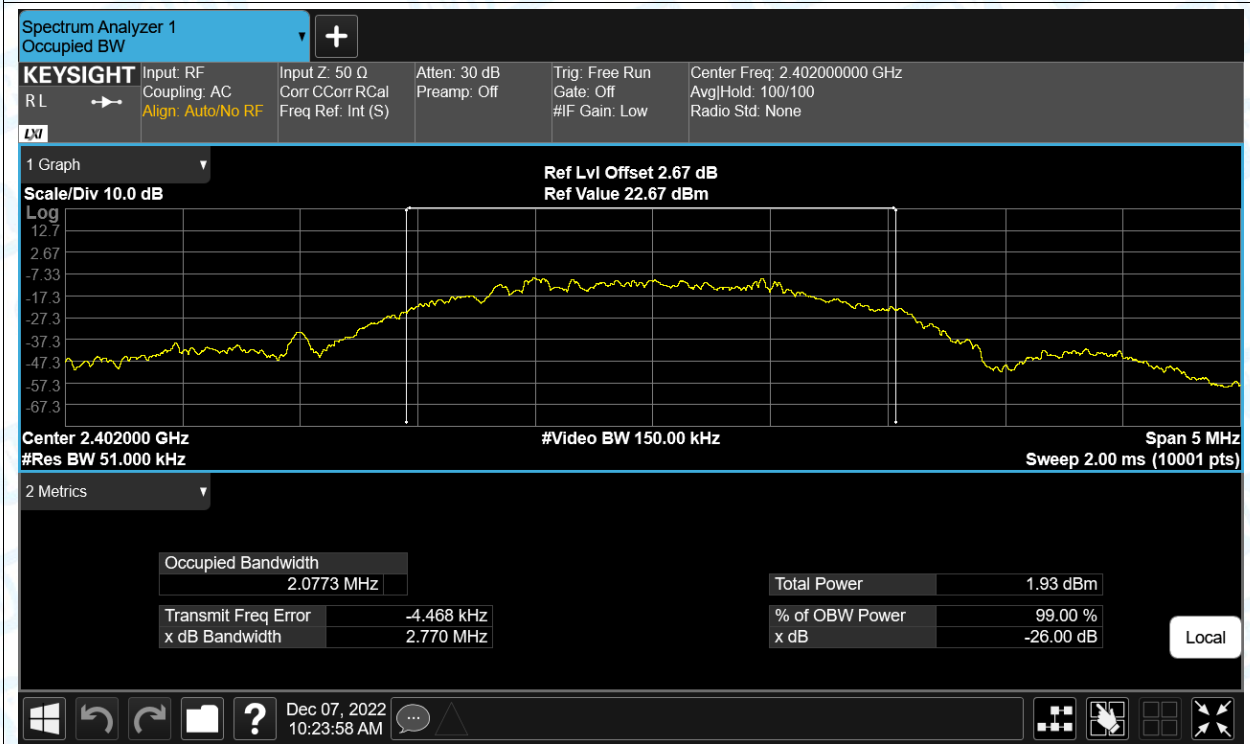 Spectrum Analyzer 1
Occupied BW
KEYSIGHT
R L
LXI
Input: RF
Coupling: AC
Align: Auto/No RF
Input Z: 50 Ω
Corr CCorr RCal
Freq Ref: Int (S)
Atten: 30 dB
Preamp: Off
Trig: Free Run
Gate: Off
#IF Gain: Low
Center Freq: 2.402000000 GHz
Avg|Hold: 100/100
Radio Std: None
1 Graph
Scale/Div 10.0 dB
Ref Lvl Offset 2.67 dB
Ref Value 22.67 dBm
Log
12.7
2.67
-7.33
-17.3
-27.3
-37.3
-47.3
-57.3
-67.3
Center 2.402000 GHz
#Video BW 150.00 kHz
Span 5 MHz
#Res BW 51.000 kHz
Sweep 2.00 ms (10001 pts)
2 Metrics
Occupied Bandwidth
2.0773 MHz
Total Power 1.93 dBm
Transmit Freq Error -4.468 kHz
% of OBW Power 99.00 %
x dB Bandwidth 2.770 MHz
x dB -26.00 dB
Local
?
Dec 07, 2022
10:23:58 AM